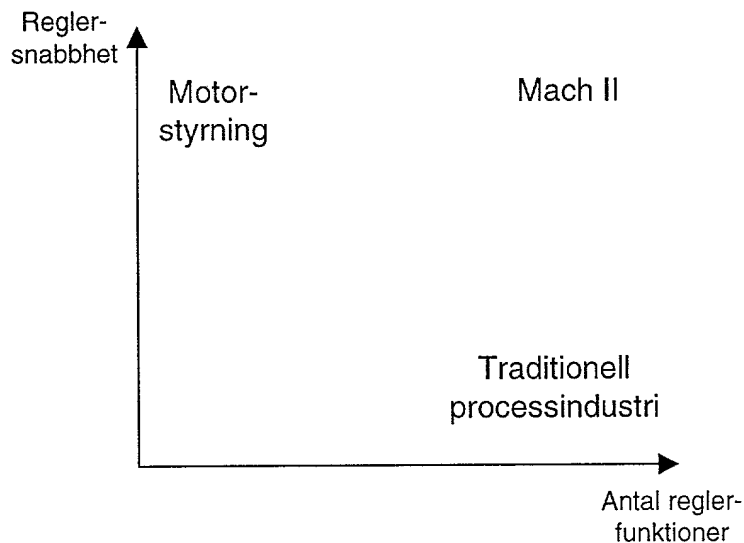 Regler-
snabbhet
Motor-
styrning
Mach II
Traditionell
processindustri
Antal regler-
funktioner